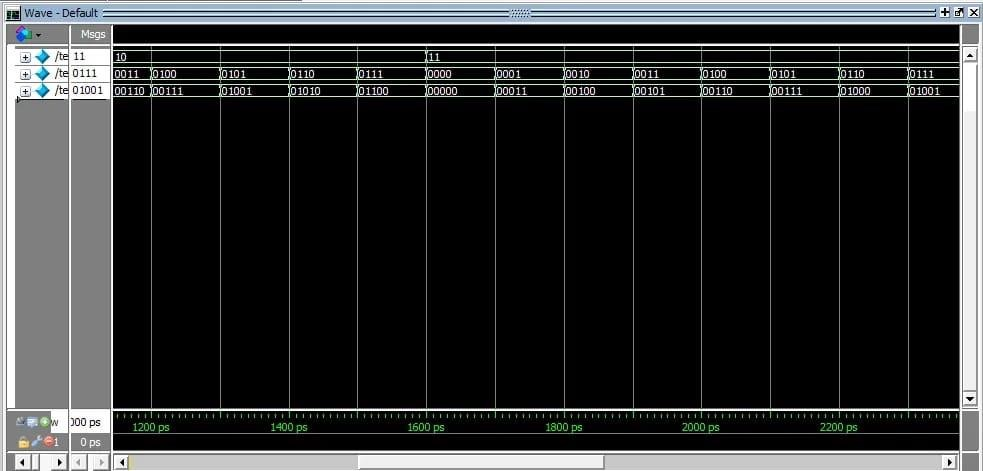 Wave - Default
Msgs
/te 11 10 11
/te 0111 0011 0100 0101 0110 0111 0000 0001 0010 0011 0100 0101 0110 0111
/te 01001 00110 00111 01001 01010 01100 00000 00011 00100 00101 00110 00111 01000 01001
w 000 ps 1200 ps 1400 ps 1600 ps 1800 ps 2000 ps 2200 ps
1 0 ps